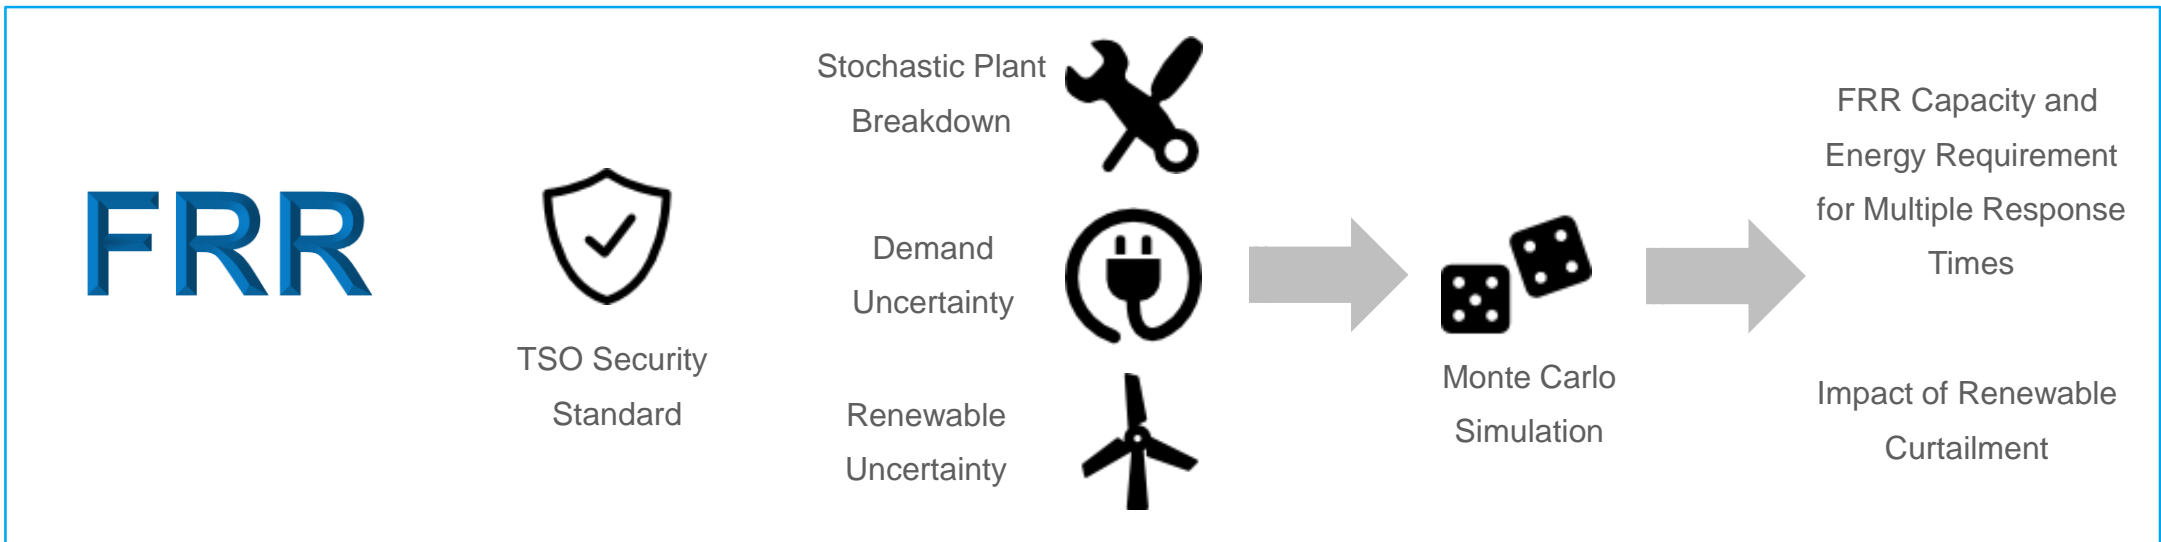 FRR
TSO Security
Standard
Stochastic Plant
Breakdown
Demand
Uncertainty
Renewable
Uncertainty
Monte Carlo
Simulation
FRR Capacity and
Energy Requirement
for Multiple Response
Times
Impact of Renewable
Curtailment